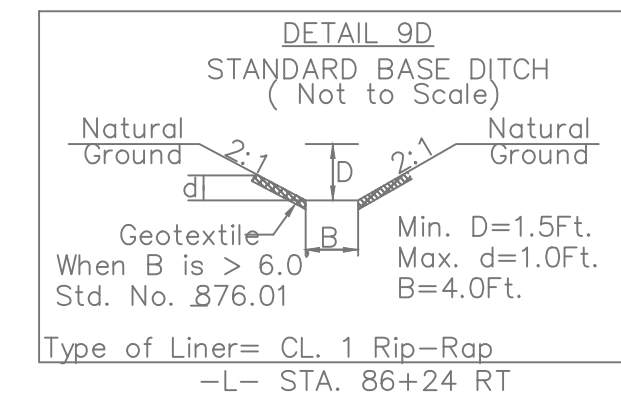 DETAIL 9D
STANDARD BASE DITCH
( Not to Scale)
Natural
Ground
2:1
D
2:1
Natural
Ground
d
Geotextile
B
When B is > 6.0'
Std. No. 876.01
Min. D=1.5Ft.
Max. d=1.0Ft.
B=4.0Ft.
Type of Liner= CL. 1 Rip-Rap
-L- STA. 86+24 RT